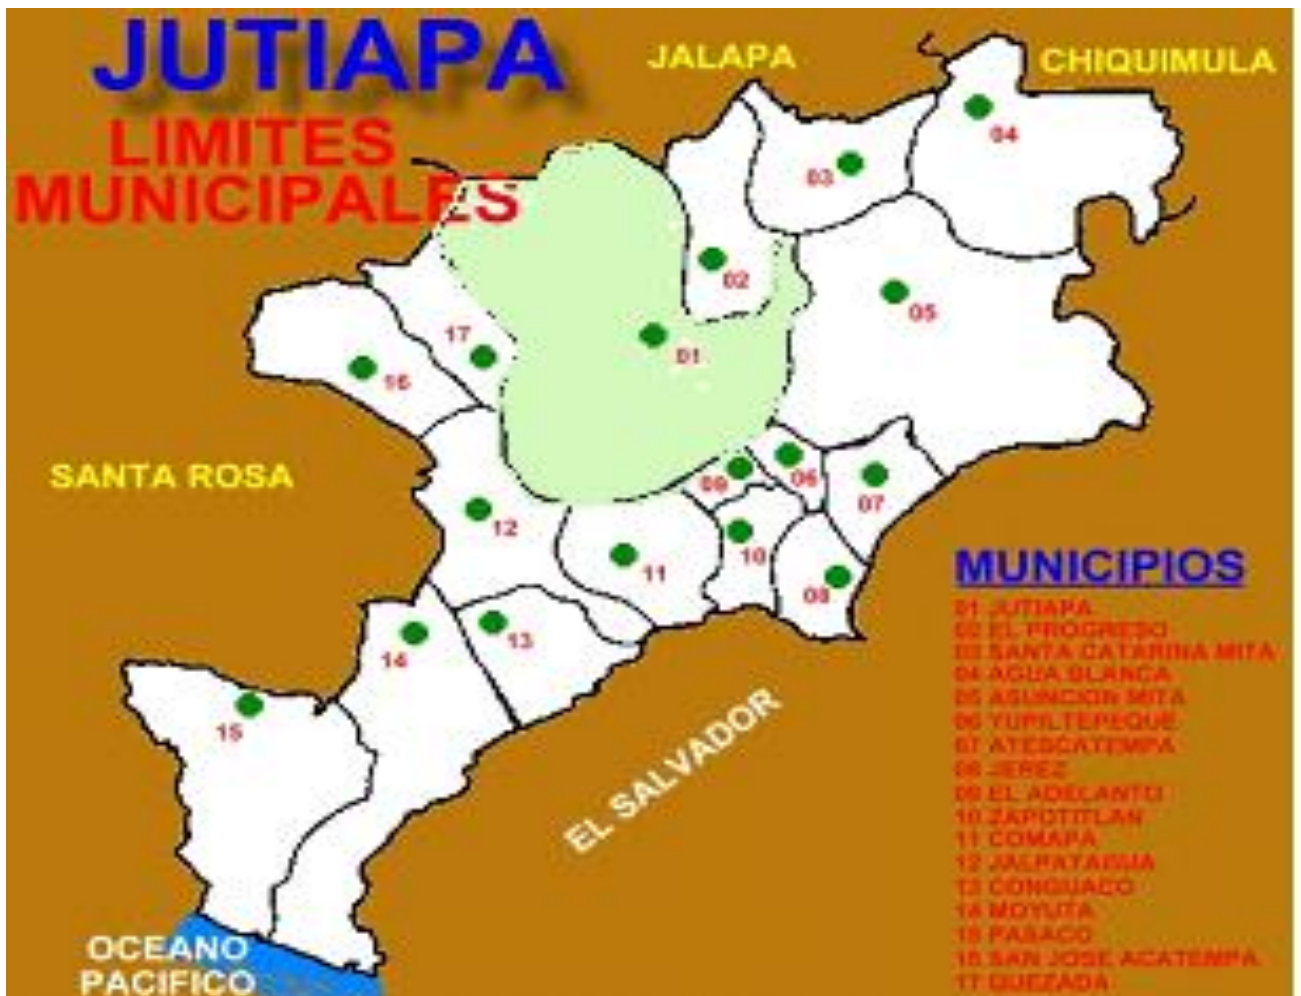 JUTIAPA
LIMITES
MUNICIPALES
JALAPA
CHIQUIMULA
04
03
02
05
01
17
16
SANTA ROSA
09
06
07
12
10
11
08
13
14
15
EL SALVADOR
OCEANO
PACIFICO
MUNICIPIOS
01 JUTIAPA
02 EL PROGRESO
03 SANTA CATARINA MITA
04 AGUA BLANCA
05 ASUNCION MITA
06 YUPILTEPEQUE
07 ATESCATEMPA
08 JEREZ
09 EL ADELANTO
10 ZAPOTITLAN
11 COMAPA
12 JALPATAGUA
13 CONGUACO
14 MOYUTA
15 PASACO
16 SAN JOSE ACATEMPA
17 QUEZADA